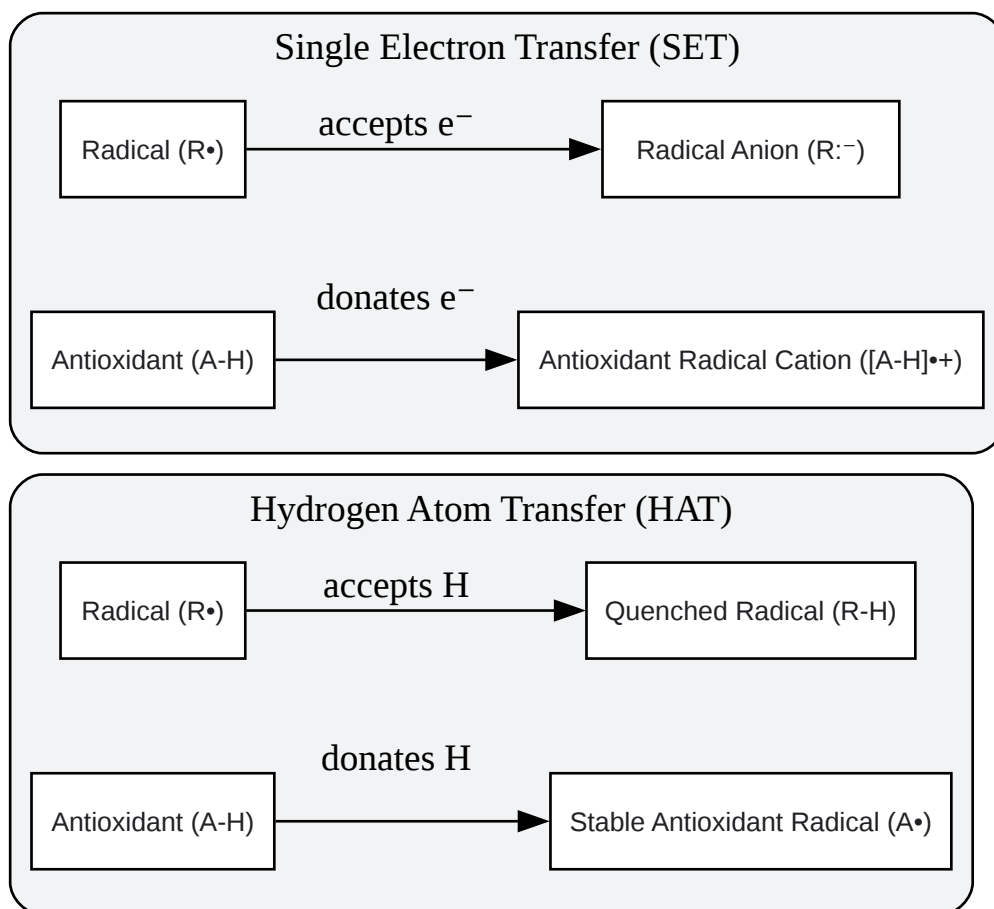 Single Electron Transfer (SET)
accepts e⁻
Radical (R•)
Radical Anion (R:⁻)
donates e⁻
Antioxidant (A-H)
Antioxidant Radical Cation ([A-H]•+)
Hydrogen Atom Transfer (HAT)
accepts H
Radical (R•)
Quenched Radical (R-H)
donates H
Antioxidant (A-H)
Stable Antioxidant Radical (A•)